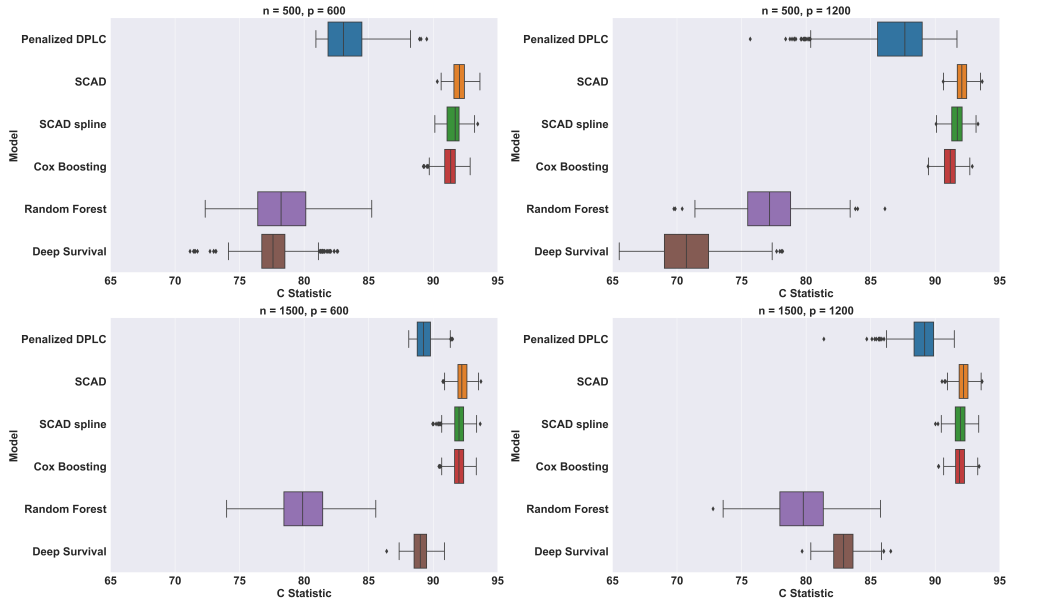 n = 500, p = 600
Model
Penalized DPLC
SCAD
SCAD spline
Cox Boosting
Random Forest
Deep Survival
65 70 75 80 85 90 95
C Statistic
n = 500, p = 1200
Model
Penalized DPLC
SCAD
SCAD spline
Cox Boosting
Random Forest
Deep Survival
65 70 75 80 85 90 95
C Statistic
n = 1500, p = 600
Model
Penalized DPLC
SCAD
SCAD spline
Cox Boosting
Random Forest
Deep Survival
65 70 75 80 85 90 95
C Statistic
n = 1500, p = 1200
Model
Penalized DPLC
SCAD
SCAD spline
Cox Boosting
Random Forest
Deep Survival
65 70 75 80 85 90 95
C Statistic